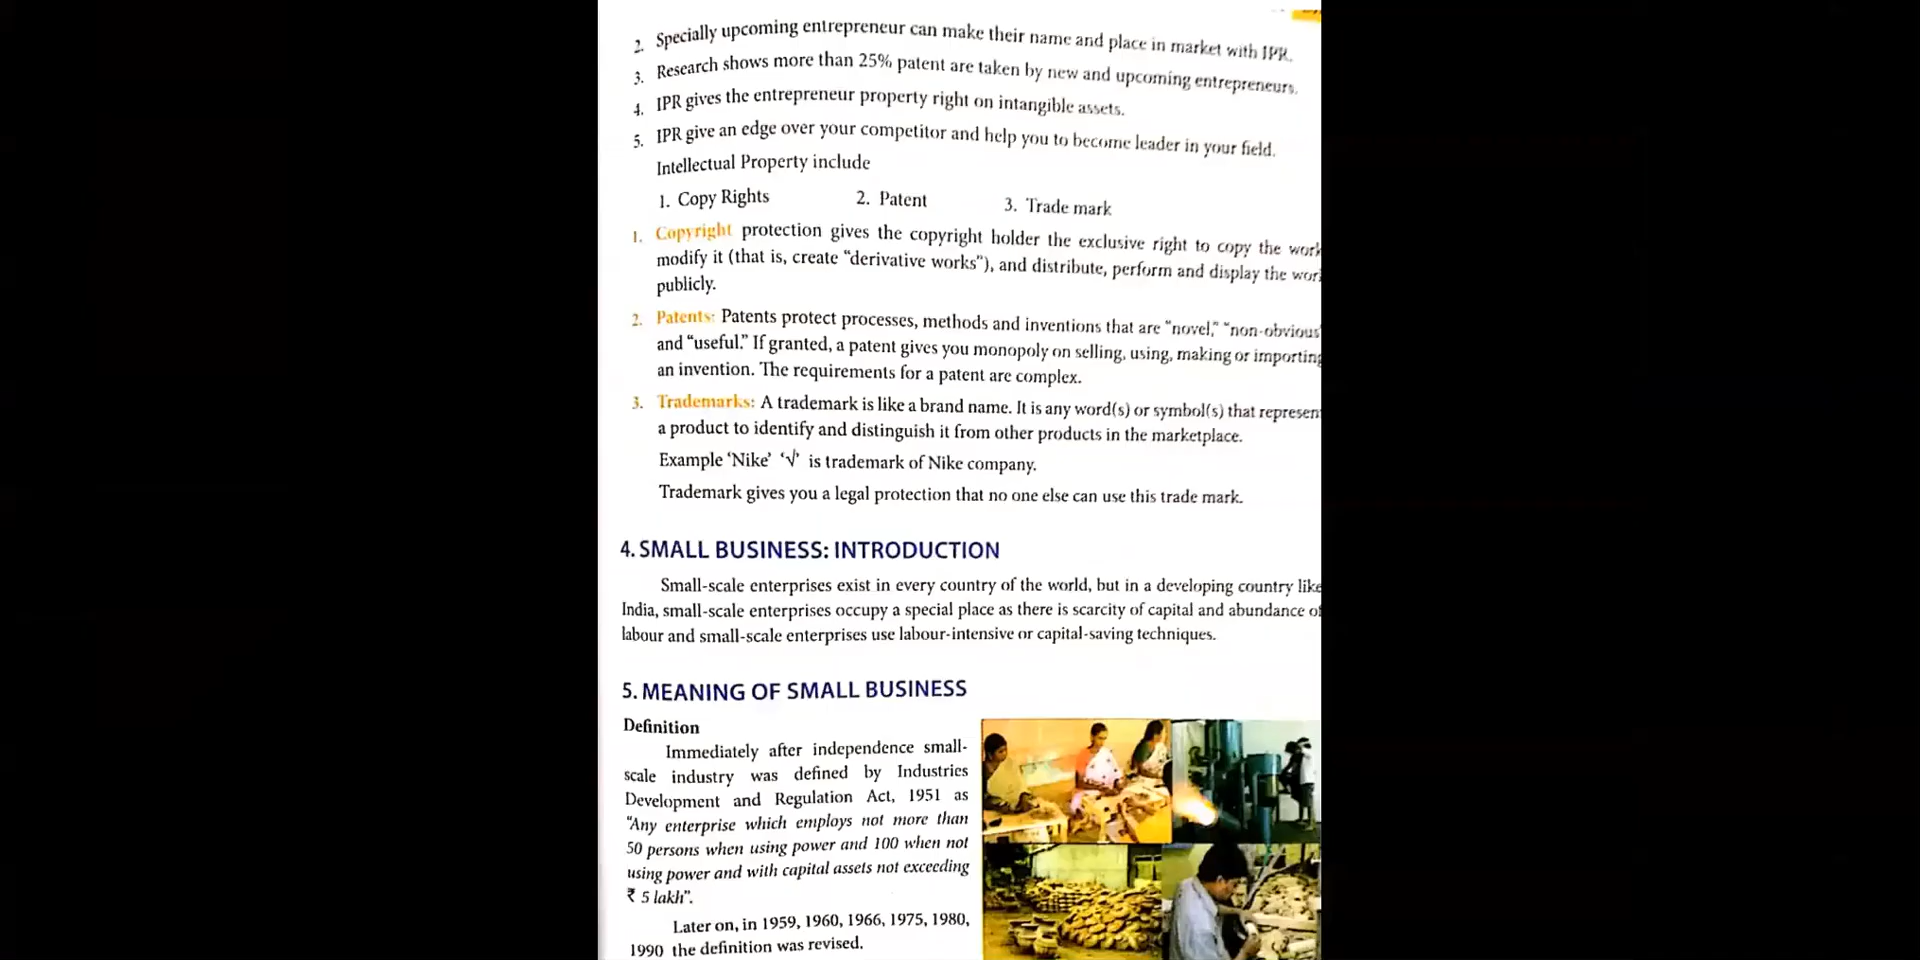 2. Specially upcoming entrepreneur can make their name and place in market with IPR.
3. Research shows more than 25% patent are taken by new and upcoming entrepreneurs.
4. IPR gives the entrepreneur property right on intangible assets.
5. IPR give an edge over your competitor and help you to become leader in your field.
Intellectual Property include
1. Copy Rights 2. Patent 3. Trade mark
1. Copyright protection gives the copyright holder the exclusive right to copy the work
modify it (that is, create “derivative works”), and distribute, perform and display the wor
publicly.
2. Patents: Patents protect processes, methods and inventions that are “novel,” “non-obvious”
and “useful.” If granted, a patent gives you monopoly on selling, using, making or importing
an invention. The requirements for a patent are complex.
3. Trademarks: A trademark is like a brand name. It is any word(s) or symbol(s) that represen
a product to identify and distinguish it from other products in the marketplace.
Example ‘Nike’ ‘√’ is trademark of Nike company.
Trademark gives you a legal protection that no one else can use this trade mark.
4. SMALL BUSINESS: INTRODUCTION
Small-scale enterprises exist in every country of the world, but in a developing country like
India, small-scale enterprises occupy a special place as there is scarcity of capital and abundance of
labour and small-scale enterprises use labour-intensive or capital-saving techniques.
5. MEANING OF SMALL BUSINESS
Definition
Immediately after independence small-
scale industry was defined by Industries
Development and Regulation Act, 1951 as
“Any enterprise which employs not more than
50 persons when using power and 100 when not
using power and with capital assets not exceeding
₹ 5 lakh”.
Later on, in 1959, 1960, 1966, 1975, 1980,
1990 the definition was revised.